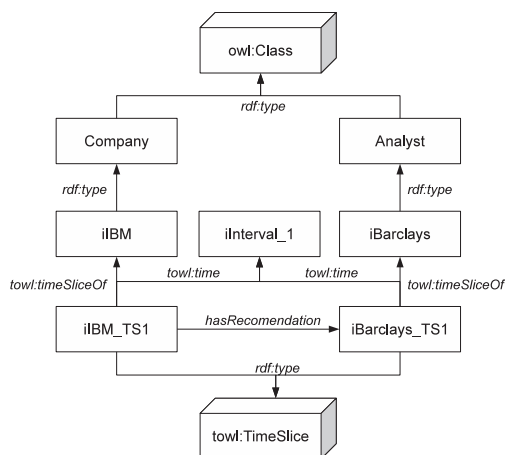 owl:Class
rdf:type
Company
Analyst
rdf:type
rdf:type
iIBM
iInterval_1
iBarclays
towl:timeSliceOf
towl:time
towl:time
towl:timeSliceOf
iIBM_TS1
hasRecomendation
iBarclays_TS1
rdf:type
towl:TimeSlice